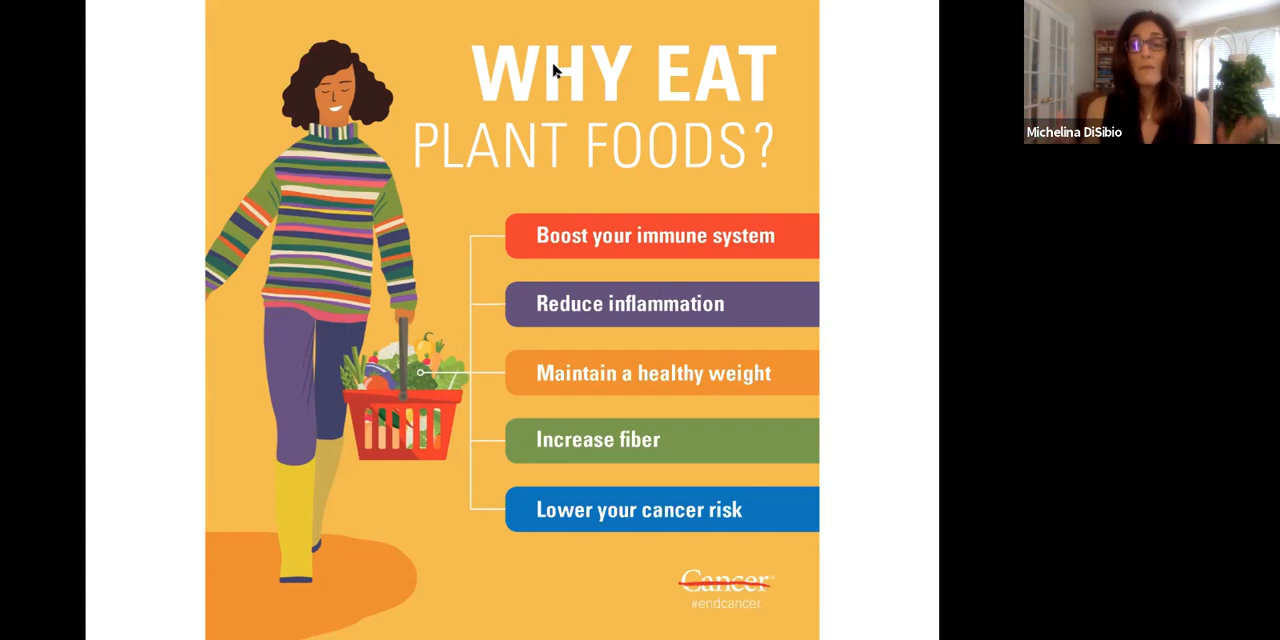 WHY EAT
PLANT FOODS?
Boost your immune system
Reduce inflammation
Maintain a healthy weight
Increase fiber
Lower your cancer risk
Cancer®
#endcancer
Michelina DiSibio